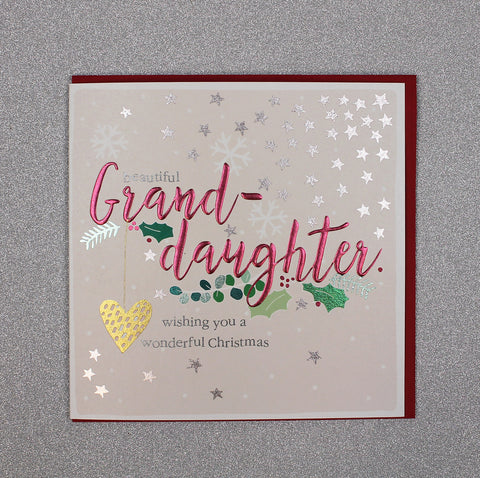 beautiful
Grand-
daughter.
wishing you a
wonderful Christmas